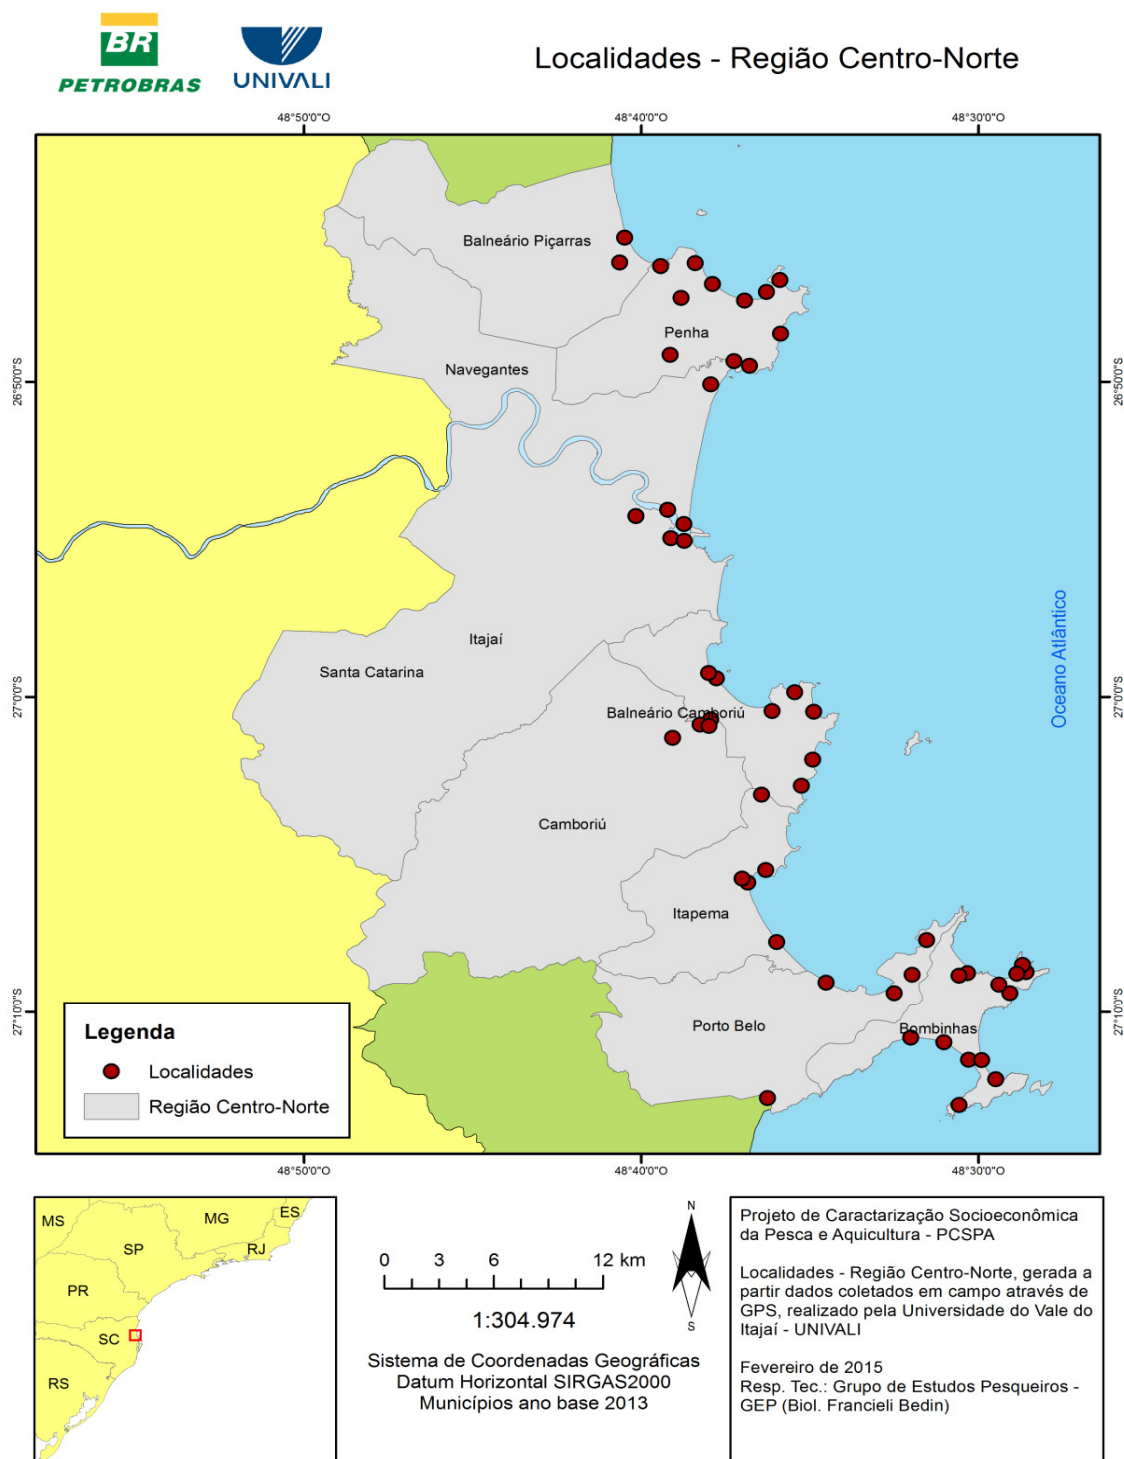 BR
PETROBRAS
UNIVALI
Localidades - Região Centro-Norte
48°50'0"O
48°40'0"O
48°30'0"O
Balneário Piçarras
Penha
Navegantes
26°50'0"S
26°50'0"S
Oceano Atlântico
Itajaí
Santa Catarina
27°0'0"S
27°0'0"S
Balneário Camboriú
Camboriú
Itapema
27°10'0"S
27°10'0"S
Porto Belo
Bombinhas
Legenda
Localidades
Região Centro-Norte
48°50'0"O
48°40'0"O
48°30'0"O
MS
MG
ES
SP
RJ
PR
SC
RS
0 3 6 12 km
1:304.974
Sistema de Coordenadas Geográficas
Datum Horizontal SIRGAS2000
Municípios ano base 2013
N
S
Projeto de Caractarização Socioeconômica
da Pesca e Aquicultura - PCSPA
Localidades - Região Centro-Norte, gerada a
partir dados coletados em campo através de
GPS, realizado pela Universidade do Vale do
Itajaí - UNIVALI
Fevereiro de 2015
Resp. Tec.: Grupo de Estudos Pesqueiros -
GEP (Biol. Francieli Bedin)